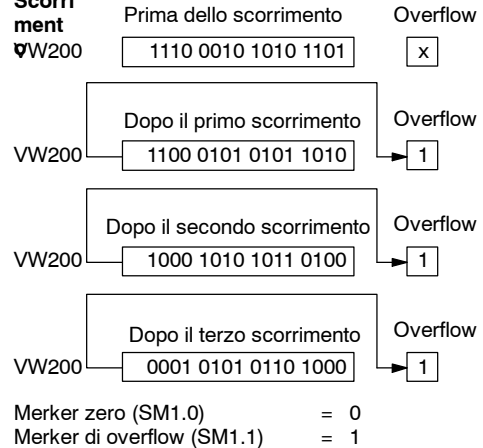 Scorri
ment
o
Prima dello scorrimento Overflow
VW200 1110 0010 1010 1101 x
Dopo il primo scorrimento Overflow
VW200 1100 0101 0101 1010 1
Dopo il secondo scorrimento Overflow
VW200 1000 1010 1011 0100 1
Dopo il terzo scorrimento Overflow
VW200 0001 0101 0110 1000 1
Merker zero (SM1.0) = 0
Merker di overflow (SM1.1) = 1